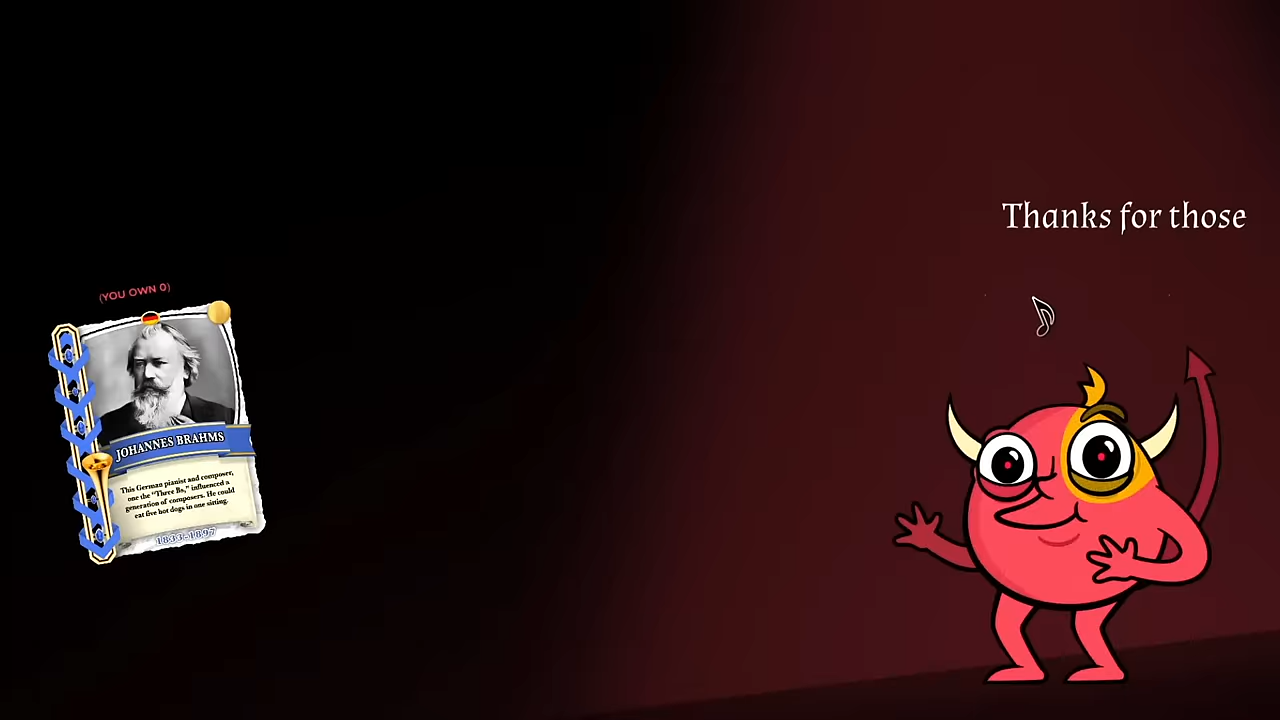 Thanks for those
(YOU OWN 0)
JOHANNES BRAHMS
This German pianist and composer,
one the "Three Bs," influenced a
generation of composers. He could
eat five hot dogs in one sitting.
1833-1897